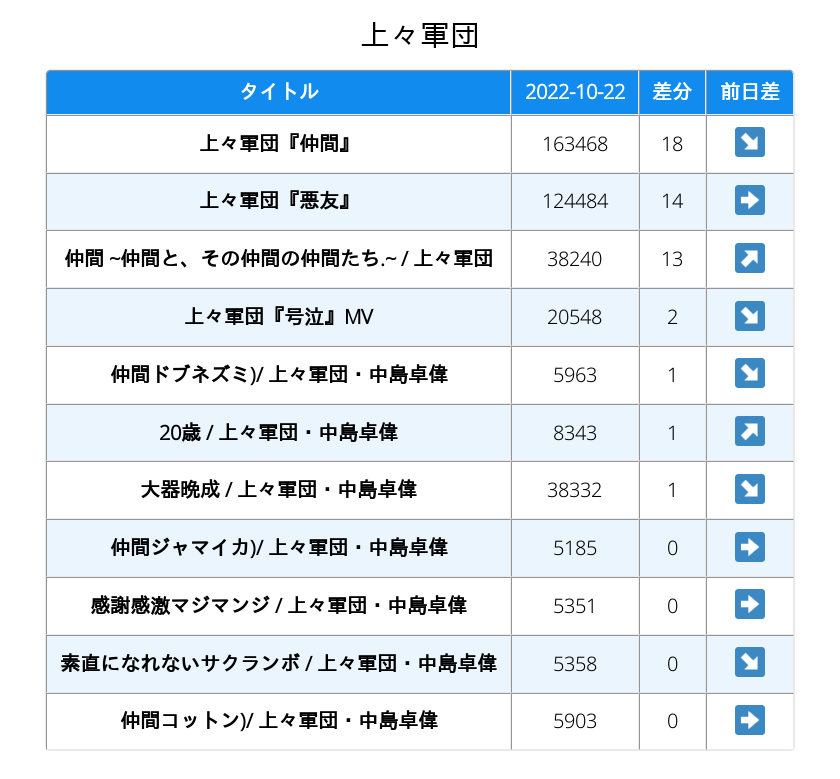 上々軍団
タイトル 2022-10-22 差分 前日差
上々軍団『仲間』 163468 18 ↘
上々軍団『悪友』 124484 14 ➡
仲間 ~仲間と、その仲間の仲間たち.~ / 上々軍団 38240 13 ↗
上々軍団『号泣』MV 20548 2 ↘
仲間ドブネズミ)/ 上々軍団・中島卓偉 5963 1 ↘
20歳 / 上々軍団・中島卓偉 8343 1 ↗
大器晩成 / 上々軍団・中島卓偉 38332 1 ↘
仲間ジャマイカ)/ 上々軍団・中島卓偉 5185 0 ➡
感謝感激マジマンジ / 上々軍団・中島卓偉 5351 0 ➡
素直になれないサクランボ / 上々軍団・中島卓偉 5358 0 ↘
仲間コットン)/ 上々軍団・中島卓偉 5903 0 ➡